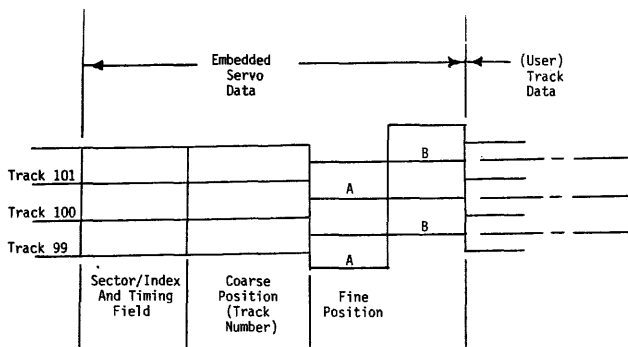 Embedded
Servo
Data
(User)
Track
Data
B
Track 101
A
Track 100
B
Track 99
A
Sector/Index
And Timing
Field
Coarse
Position
(Track
Number)
Fine
Position